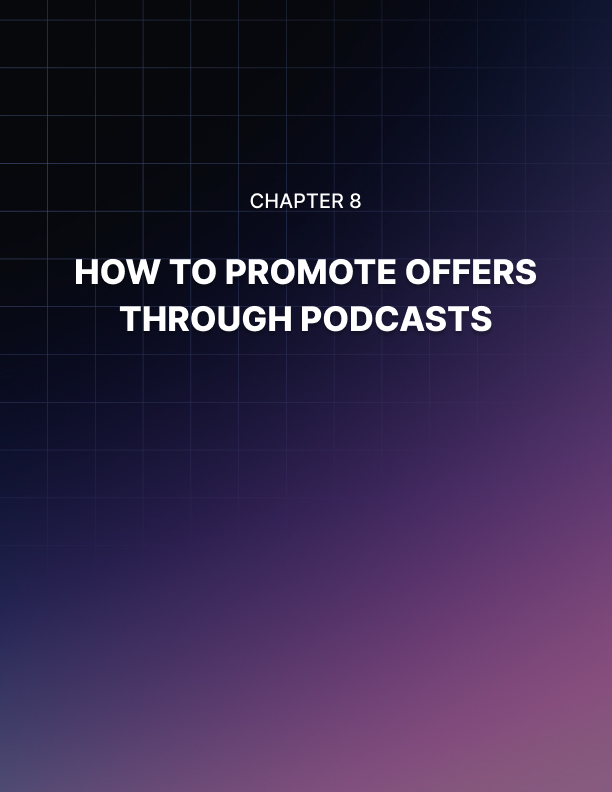 CHAPTER 8
HOW TO PROMOTE OFFERS
THROUGH PODCASTS